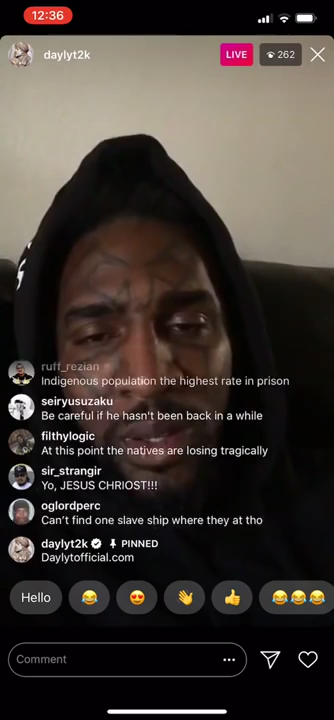 12:36
daylyt2k
LIVE
262
ruff_rezian
Indigenous population the highest rate in prison
seiryusuzaku
Be careful if he hasn't been back in a while
filthylogic
At this point the natives are losing tragically
sir_strangir
Yo, JESUS CHRIOST!!!
oglordperc
Can't find one slave ship where they at tho
daylyt2k PINNED
Daylytofficial.com
Hello
Comment